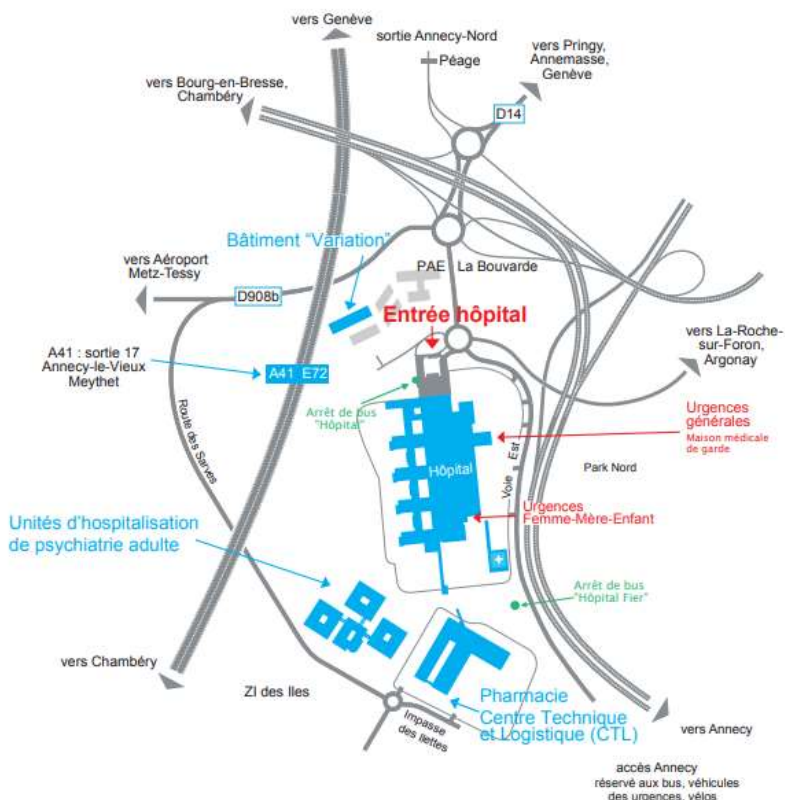 vers Genève
sortie Annecy-Nord
Péage
vers Pringy,
Annemasse,
Genève
vers Bourg-en-Bresse,
Chambéry
D14
Bâtiment "Variation"
vers Aéroport
Metz-Tessy
PAE La Bouvarde
D908b
Entrée hôpital
vers La-Roche-
sur-Foron,
Argonay
A41 : sortie 17
Annecy-le-Vieux
Meythet
A41 E72
Arrêt de bus
"Hôpital"
Urgences
générales
Maison médicale
de garde
Route des Sarves
Hôpital
Voie Est
Park Nord
Urgences
Femme-Mère-Enfant
Unités d'hospitalisation
de psychiatrie adulte
Arrêt de bus
"Hôpital Fier"
vers Chambéry
ZI des Iles
Pharmacie
Centre Technique
et Logistique (CTL)
Impasse
des Ilettes
vers Annecy
accès Annecy
réservé aux bus, véhicules
des urgences, vélos